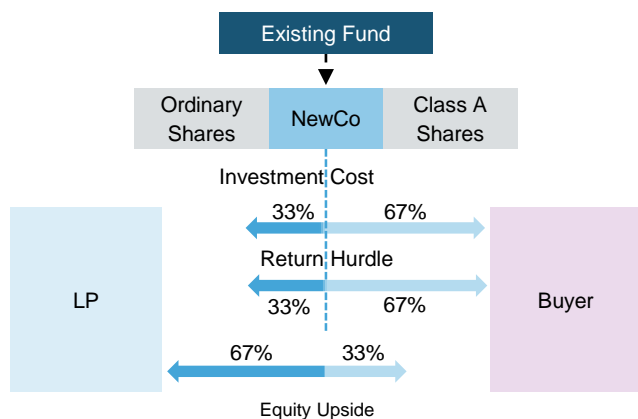 Existing Fund
Ordinary Shares
NewCo
Class A Shares
Investment Cost
33% 67%
Return Hurdle
33% 67%
LP
Buyer
67% 33%
Equity Upside